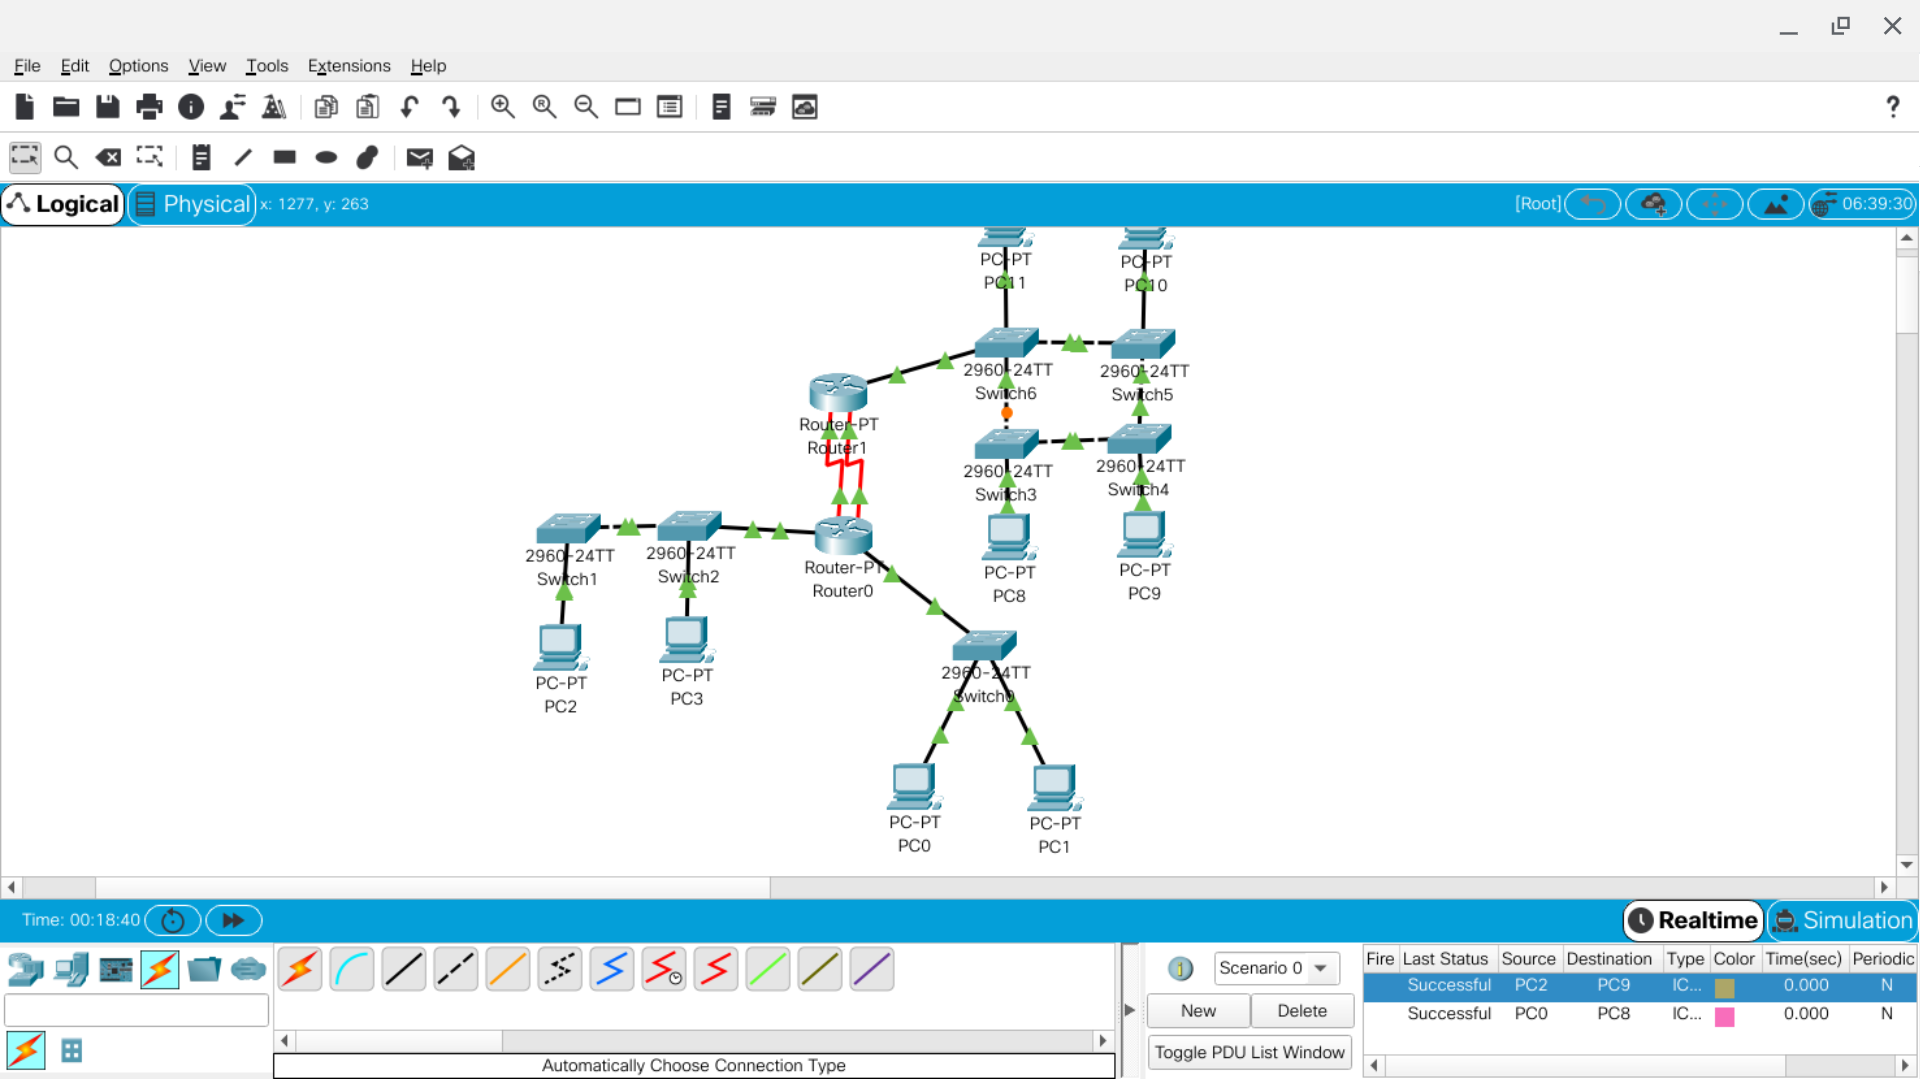 File Edit Options View Tools Extensions Help
?
Logical Physical x: 1277, y: 263 [Root] 06:39:30
PC-PT
PC11
PC-PT
PC10
2960-24TT
Switch6
2960-24TT
Switch5
Router-PT
Router1
2960-24TT
Switch3
2960-24TT
Switch4
2960-24TT
Switch1
2960-24TT
Switch2
Router-PT
Router0
PC-PT
PC8
PC-PT
PC9
PC-PT
PC2
PC-PT
PC3
2960-24TT
Switch0
PC-PT
PC0
PC-PT
PC1
Time: 00:18:40 Realtime Simulation
Scenario 0
New Delete
Toggle PDU List Window
Fire Last Status Source Destination Type Color Time(sec) Periodic
Successful PC2 PC9 IC... 0.000 N
Successful PC0 PC8 IC... 0.000 N
Automatically Choose Connection Type